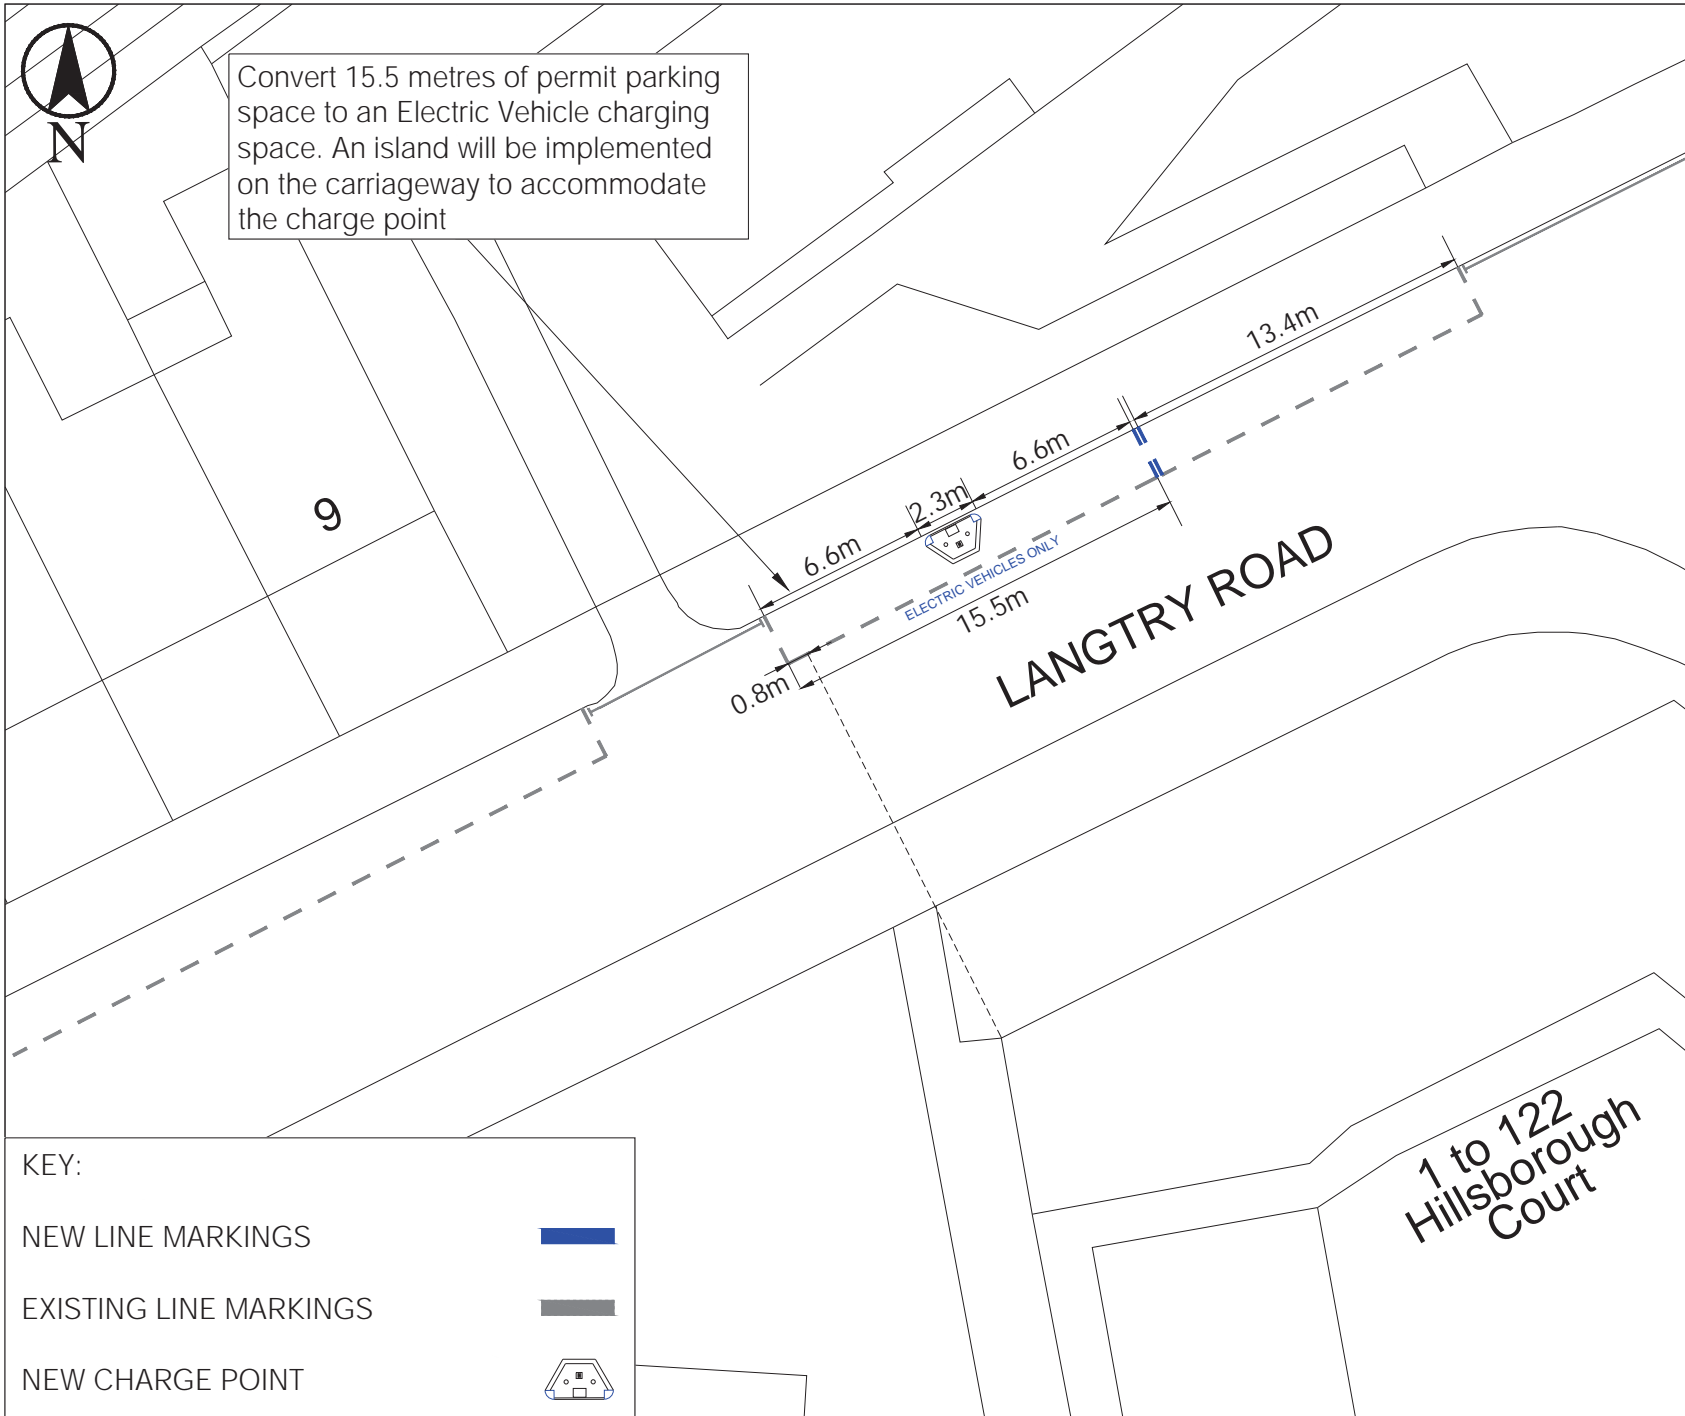 N
Convert 15.5 metres of permit parking
space to an Electric Vehicle charging
space. An island will be implemented
on the carriageway to accommodate
the charge point
13.4m
6.6m
2.3m
6.6m
9
ELECTRIC VEHICLES ONLY
15.5m
0.8m
LANGTRY ROAD
1 to 122
Hillsborough
Court
KEY:
NEW LINE MARKINGS
EXISTING LINE MARKINGS
NEW CHARGE POINT